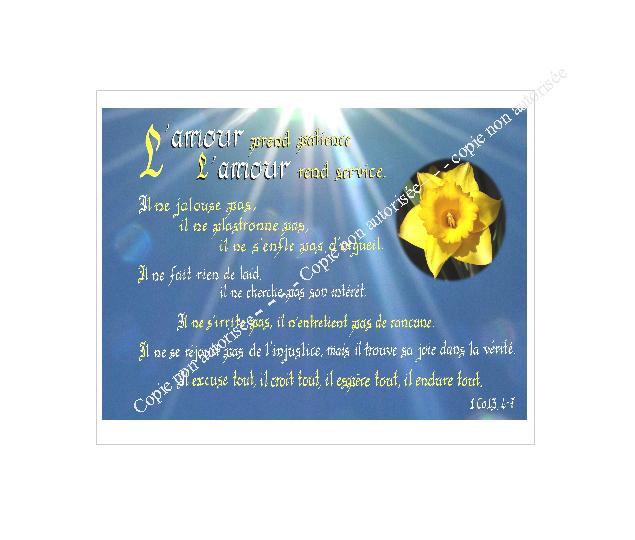 L'amour prend patience
L'amour rend service.
Il ne jalouse pas,
il ne plastronne pas,
il ne s'enfle pas d'orgueil.
Il ne fait rien de laid,
il ne cherche pas son intérêt.
Il ne s'irrite pas, il n'entretient pas de rancune.
Il ne se réjouit pas de l'injustice, mais il trouve sa joie dans la vérité.
Il excuse tout, il croit tout, il espère tout, il endure tout.
1 Co.13, 4-7
Copie non autorisée - - - - Copie non autorisée - - - - copie non autorisée